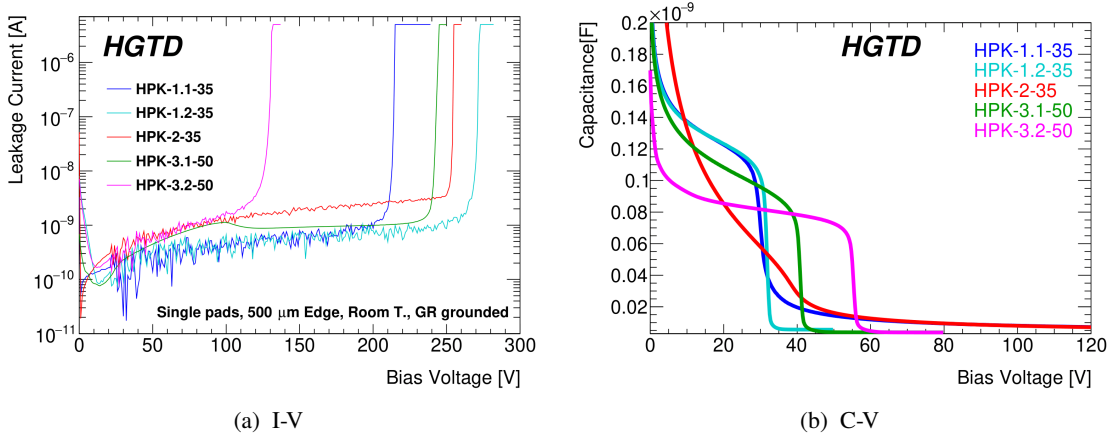 HGTD
HPK-1.1-35
HPK-1.2-35
HPK-2-35
HPK-3.1-50
HPK-3.2-50
Single pads, 500 μm Edge, Room T., GR grounded
Leakage Current [A]
10⁻⁶
10⁻⁷
10⁻⁸
10⁻⁹
10⁻¹⁰
10⁻¹¹
0 50 100 150 200 250 300
Bias Voltage [V]
(a) I-V
×10⁻⁹
HGTD
HPK-1.1-35
HPK-1.2-35
HPK-2-35
HPK-3.1-50
HPK-3.2-50
Capacitance[F]
0.2
0.18
0.16
0.14
0.12
0.1
0.08
0.06
0.04
0.02
0 20 40 60 80 100 120
Bias Voltage [V]
(b) C-V